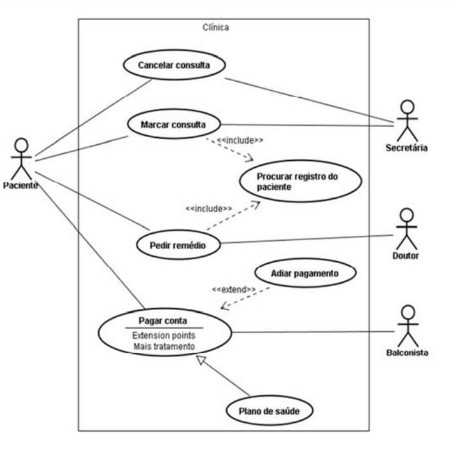 Clínica
Cancelar consulta
Marcar consulta
<<include>>
Secretária
Paciente
Procurar registro do
paciente
<<include>>
Pedir remédio
Doutor
Adiar pagamento
<<extend>>
Pagar conta
Extension points
Mais tratamento
Balconista
Plano de saúde